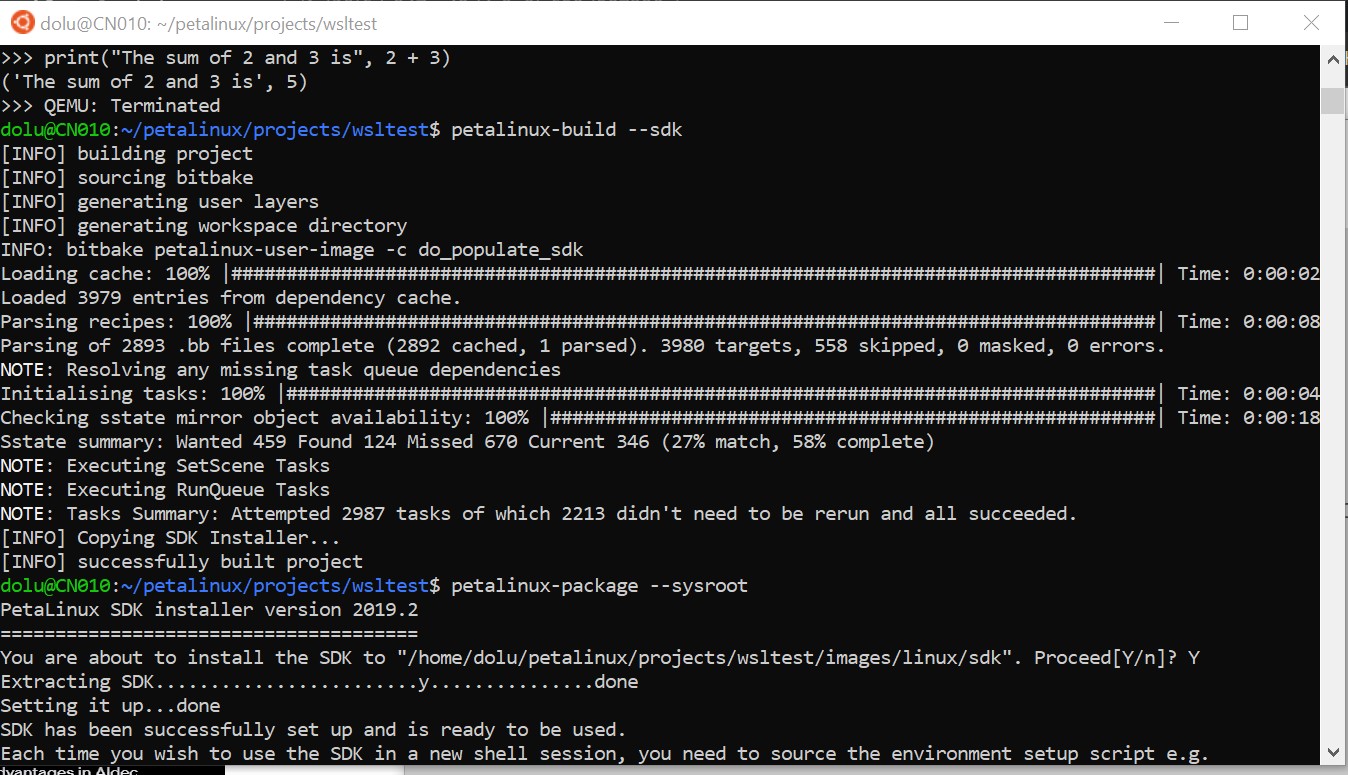 dolu@CN010: ~/petalinux/projects/wsltest
>>> print("The sum of 2 and 3 is", 2 + 3)
('The sum of 2 and 3 is', 5)
>>> QEMU: Terminated
dolu@CN010:~/petalinux/projects/wsltest$ petalinux-build --sdk
[INFO] building project
[INFO] sourcing bitbake
[INFO] generating user layers
[INFO] generating workspace directory
INFO: bitbake petalinux-user-image -c do_populate_sdk
Loading cache: 100% |####################################################################################| Time: 0:00:02
Loaded 3979 entries from dependency cache.
Parsing recipes: 100% |##################################################################################| Time: 0:00:08
Parsing of 2893 .bb files complete (2892 cached, 1 parsed). 3980 targets, 558 skipped, 0 masked, 0 errors.
NOTE: Resolving any missing task queue dependencies
Initialising tasks: 100% |###############################################################################| Time: 0:00:04
Checking sstate mirror object availability: 100% |#######################################################| Time: 0:00:18
Sstate summary: Wanted 459 Found 124 Missed 670 Current 346 (27% match, 58% complete)
NOTE: Executing SetScene Tasks
NOTE: Executing RunQueue Tasks
NOTE: Tasks Summary: Attempted 2987 tasks of which 2213 didn't need to be rerun and all succeeded.
[INFO] Copying SDK Installer...
[INFO] successfully built project
dolu@CN010:~/petalinux/projects/wsltest$ petalinux-package --sysroot
PetaLinux SDK installer version 2019.2
======================================
You are about to install the SDK to "/home/dolu/petalinux/projects/wsltest/images/linux/sdk". Proceed[Y/n]? Y
Extracting SDK........................y...............done
Setting it up...done
SDK has been successfully set up and is ready to be used.
Each time you wish to use the SDK in a new shell session, you need to source the environment setup script e.g.
dvantages in Aldec